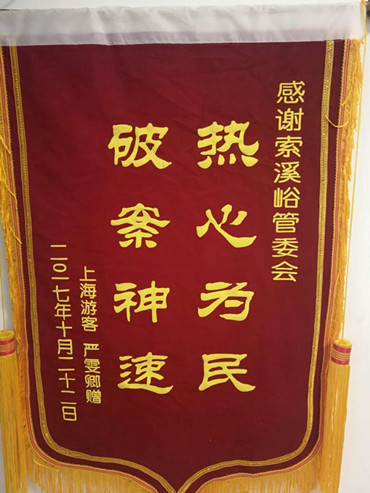 感谢索溪峪管委会
热心为民
破案神速
上海游客 严雯卿赠
二〇一七年十月二十二日